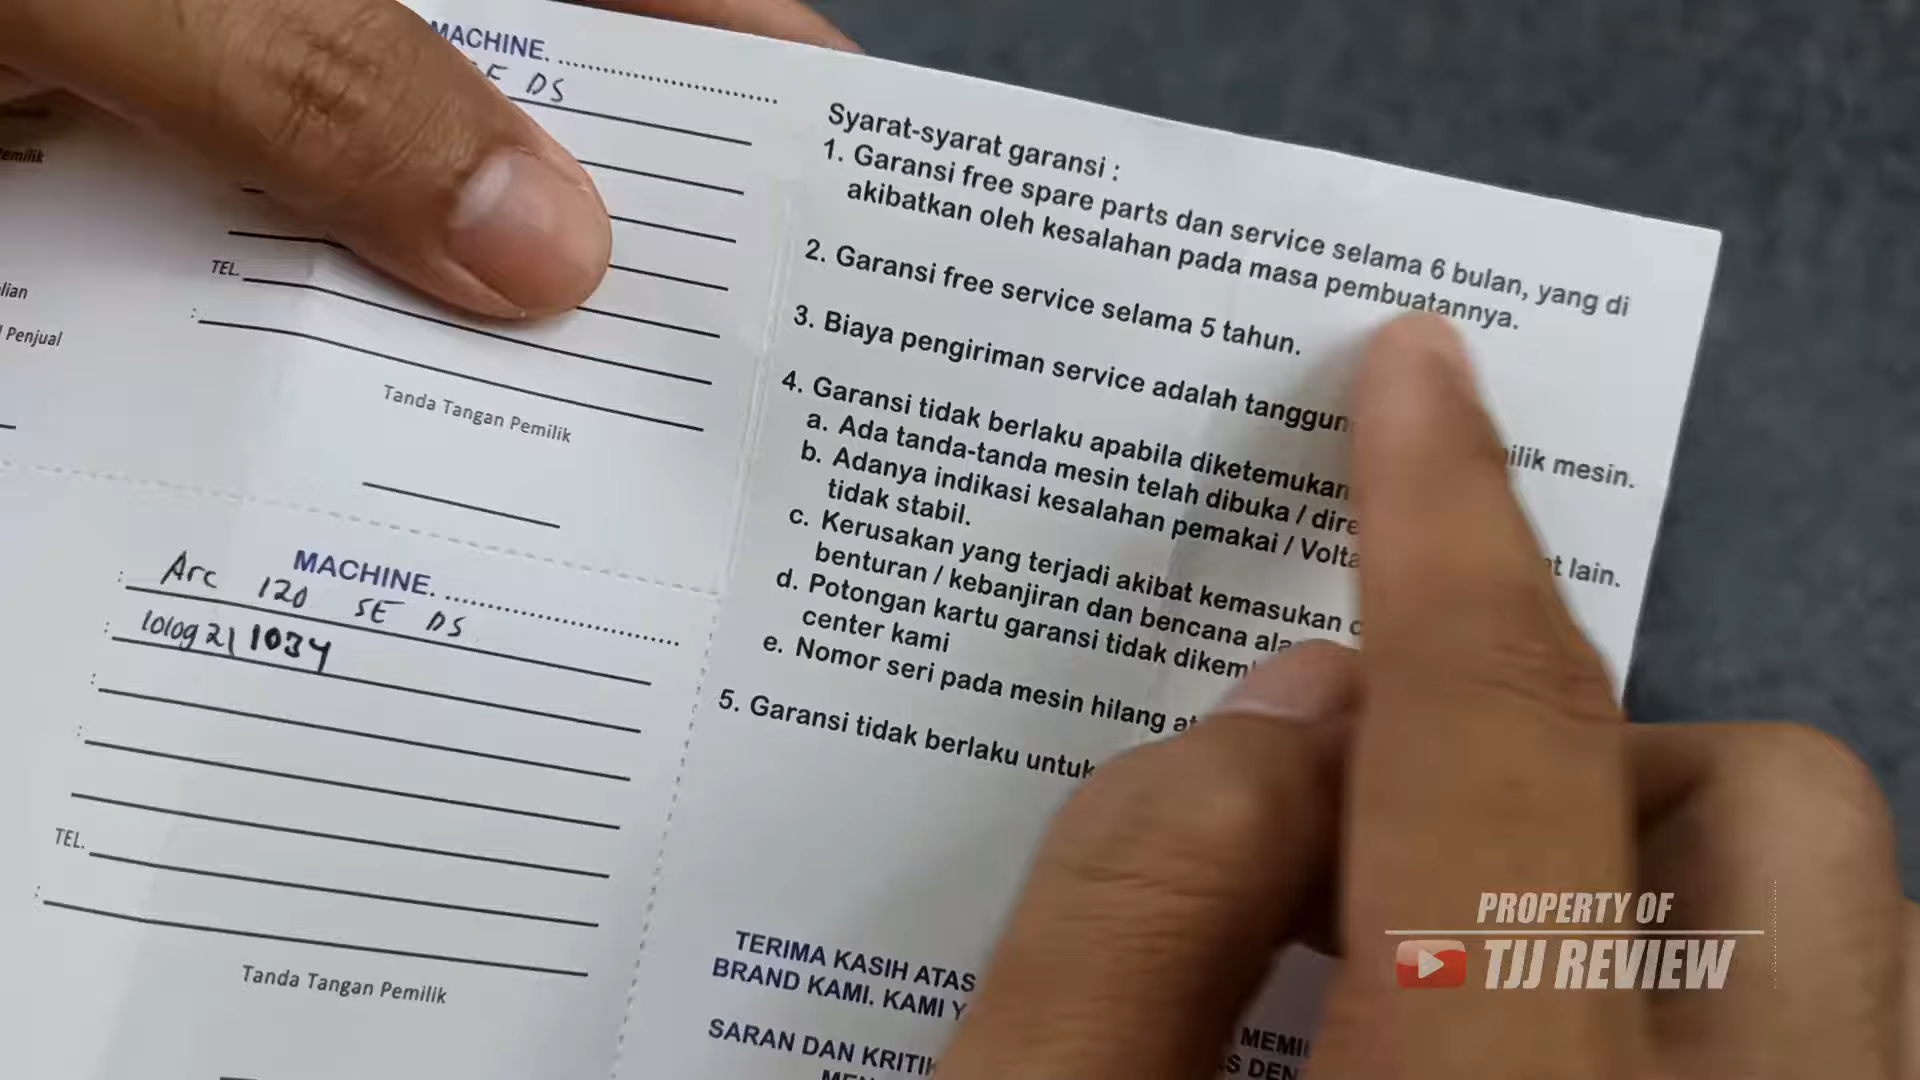 MACHINE. ........................
DS
emilik
TEL.
:
lian
Penjual
Tanda Tangan Pemilik
MACHINE. ........................
: Arc 120 SE DS
: 1010921 1034
:
:
TEL.
:
Tanda Tangan Pemilik
Syarat-syarat garansi :
1. Garansi free spare parts dan service selama 6 bulan, yang di
akibatkan oleh kesalahan pada masa pembuatannya.
2. Garansi free service selama 5 tahun.
3. Biaya pengiriman service adalah tanggun ilik mesin.
4. Garansi tidak berlaku apabila diketemukan
a. Ada tanda-tanda mesin telah dibuka / dire t lain.
b. Adanya indikasi kesalahan pemakai / Volta
tidak stabil.
c. Kerusakan yang terjadi akibat kemasukan
benturan / kebanjiran dan bencana ala
d. Potongan kartu garansi tidak dikem
center kami
e. Nomor seri pada mesin hilang at
5. Garansi tidak berlaku untuk
TERIMA KASIH ATAS
BRAND KAMI. KAMI Y
MEMI
SARAN DAN KRITIK
S DEN
PROPERTY OF
TJJ REVIEW